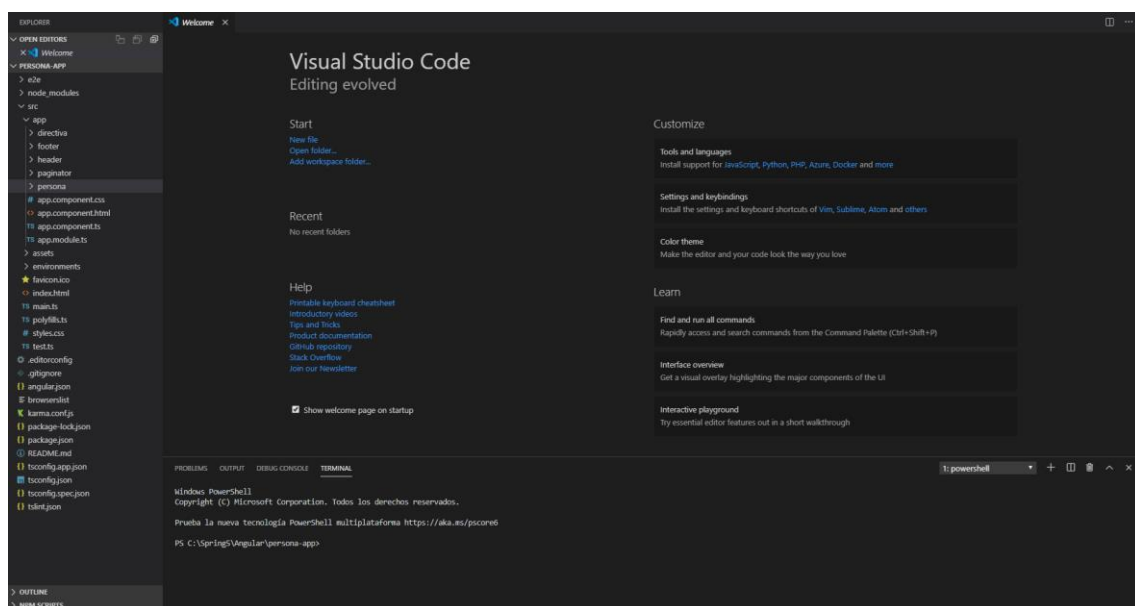 EXPLORER
OPEN EDITORS
Welcome
PERSONA-APP
e2e
node_modules
src
app
directiva
footer
header
paginator
persona
app.component.css
app.component.html
TS app.component.ts
TS app.module.ts
assets
environments
favicon.ico
index.html
TS main.ts
TS polyfills.ts
styles.css
TS test.ts
.editorconfig
.gitignore
angular.json
browserslist
karma.conf.js
package-lock.json
package.json
README.md
tsconfig.app.json
tsconfig.json
tsconfig.spec.json
tslint.json
OUTLINE
NPM SCRIPTS
Welcome
Visual Studio Code
Editing evolved
Start
New file
Open folder...
Add workspace folder...
Recent
No recent folders
Help
Printable keyboard cheatsheet
Introductory videos
Tips and Tricks
Product documentation
GitHub repository
Stack Overflow
Join our Newsletter
Show welcome page on startup
Customize
Tools and languages
Install support for JavaScript, Python, PHP, Azure, Docker and more
Settings and keybindings
Install the settings and keyboard shortcuts of Vim, Sublime, Atom and others
Color theme
Make the editor and your code look the way you love
Learn
Find and run all commands
Rapidly access and search commands from the Command Palette (Ctrl+Shift+P)
Interface overview
Get a visual overlay highlighting the major components of the UI
Interactive playground
Try essential editor features out in a short walkthrough
PROBLEMS OUTPUT DEBUG CONSOLE TERMINAL 1: powershell
Windows PowerShell
Copyright (C) Microsoft Corporation. Todos los derechos reservados.
Prueba la nueva tecnología PowerShell multiplataforma https://aka.ms/pscore6
PS C:\Spring5\Angular\persona-app>